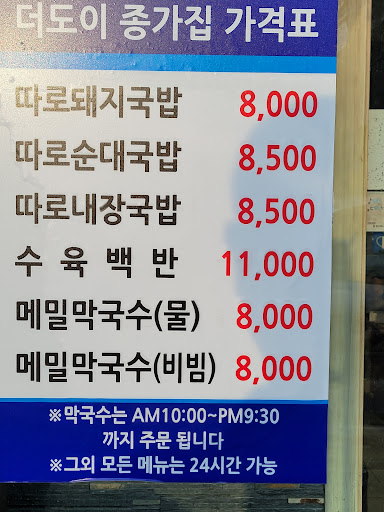 더도이 종가집 가격표
따로돼지국밥 8,000
따로순대국밥 8,500
따로내장국밥 8,500
수 육 백 반 11,000
메밀막국수(물) 8,000
메밀막국수(비빔) 8,000
※막국수는 AM10:00~PM9:30
까지 주문 됩니다
※그외 모든 메뉴는 24시간 가능